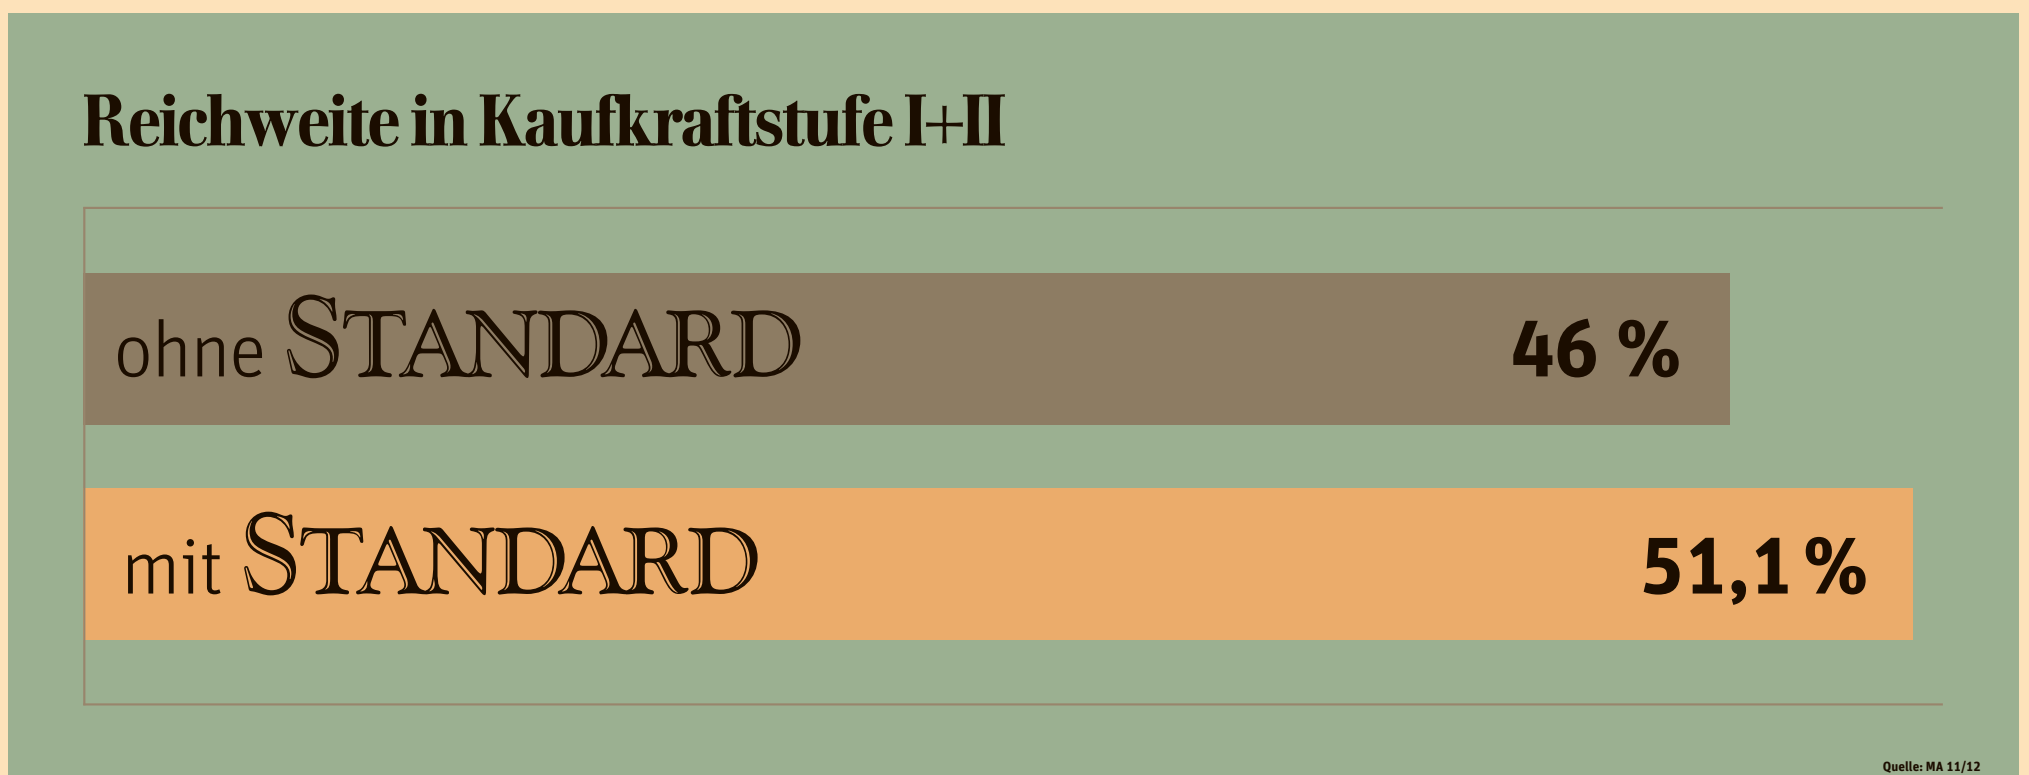 Reichweite in Kaufkraftstufe I+II
ohne STANDARD 46 %
mit STANDARD 51,1 %
Quelle: MA 11/12